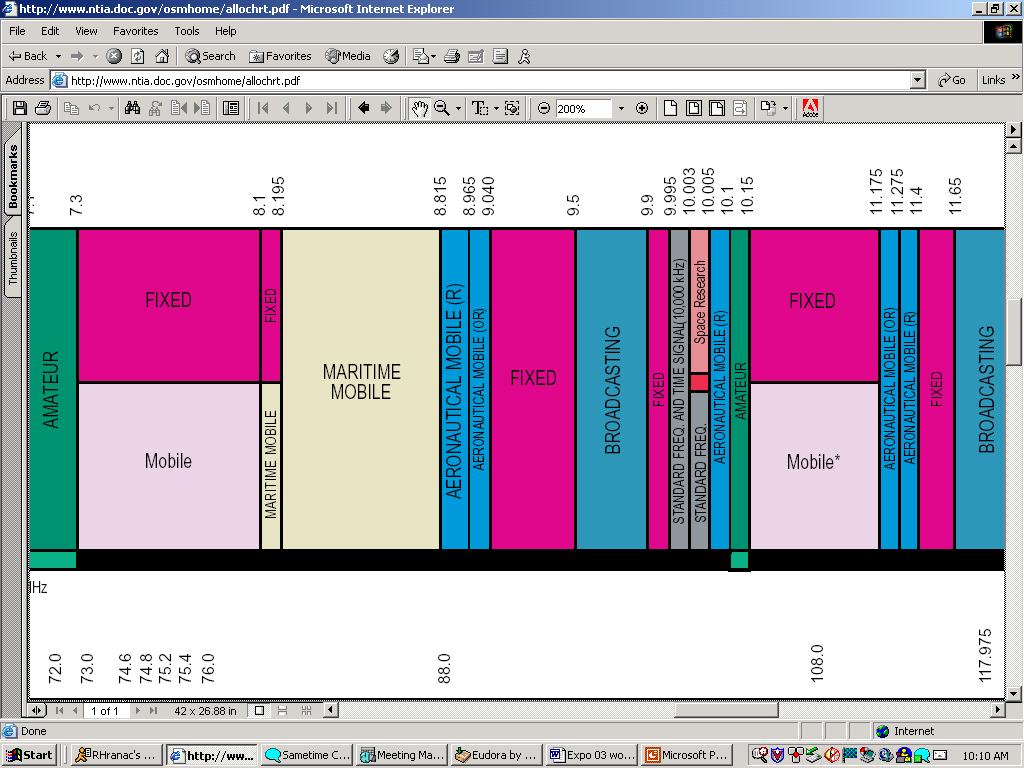 http://www.ntia.doc.gov/osmhome/allochrt.pdf - Microsoft Internet Explorer
File Edit View Favorites Tools Help
Back Search Favorites Media
Address http://www.ntia.doc.gov/osmhome/allochrt.pdf Go Links »
200% Adobe
Bookmarks
Thumbnails
7.3 8.1 8.195 8.815 8.965 9.040 9.5 9.9 9.995 10.003 10.005 10.1 10.15 11.175 11.275 11.4 11.65
AMATEUR
FIXED
Mobile
FIXED
MARITIME MOBILE
MARITIME
MOBILE
AERONAUTICAL MOBILE (R)
AERONAUTICAL MOBILE (OR)
FIXED
BROADCASTING
FIXED
STANDARD FREQ. AND TIME SIGNAL(10,000 kHz)
Space Research
STANDARD FREQ.
AERONAUTICAL MOBILE (R)
AMATEUR
FIXED
Mobile*
AERONAUTICAL MOBILE (OR)
AERONAUTICAL MOBILE (R)
FIXED
BROADCASTING
Hz
72.0 73.0 74.6 74.8 75.2 75.4 76.0 88.0 108.0 117.975
1 of 1 42 x 26.88 in
Done Internet
Start RHranac's ... http://ww... Sametime C... Meeting Ma... Eudora by ... Expo 03 wo... Microsoft P... 10:10 AM